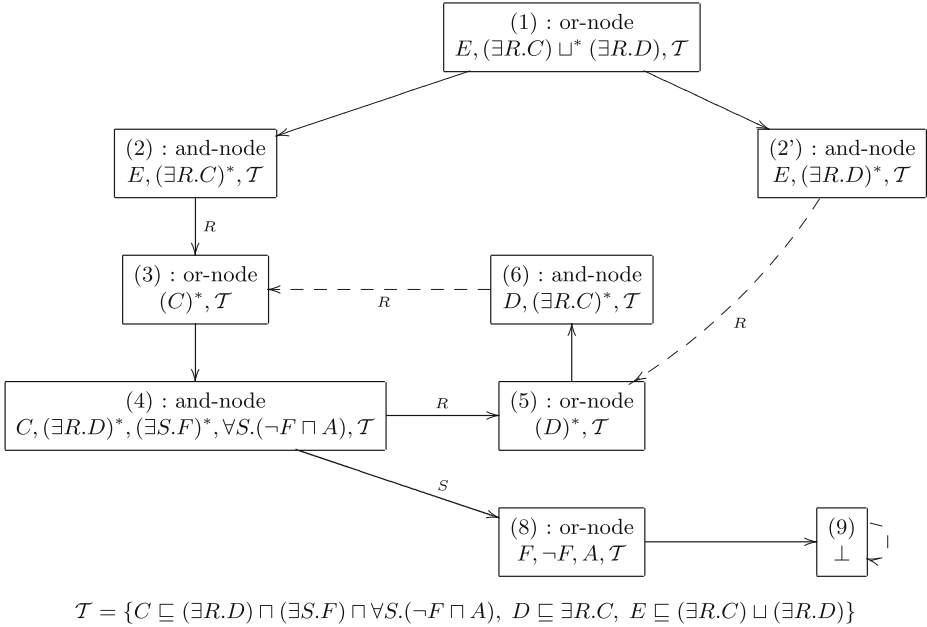 (1) : or-node
E, (∃R.C) ⊔* (∃R.D), 𝒯
(2) : and-node
E, (∃R.C)*, 𝒯
(2') : and-node
E, (∃R.D)*, 𝒯
R
(3) : or-node
(C)*, 𝒯
(6) : and-node
D, (∃R.C)*, 𝒯
R
R
(4) : and-node
C, (∃R.D)*, (∃S.F)*, ∀S.(¬F ⊓ A), 𝒯
R
(5) : or-node
(D)*, 𝒯
S
(8) : or-node
F, ¬F, A, 𝒯
(9)
⊥
𝒯 = {C ⊑ (∃R.D) ⊓ (∃S.F) ⊓ ∀S.(¬F ⊓ A), D ⊑ ∃R.C, E ⊑ (∃R.C) ⊔ (∃R.D)}